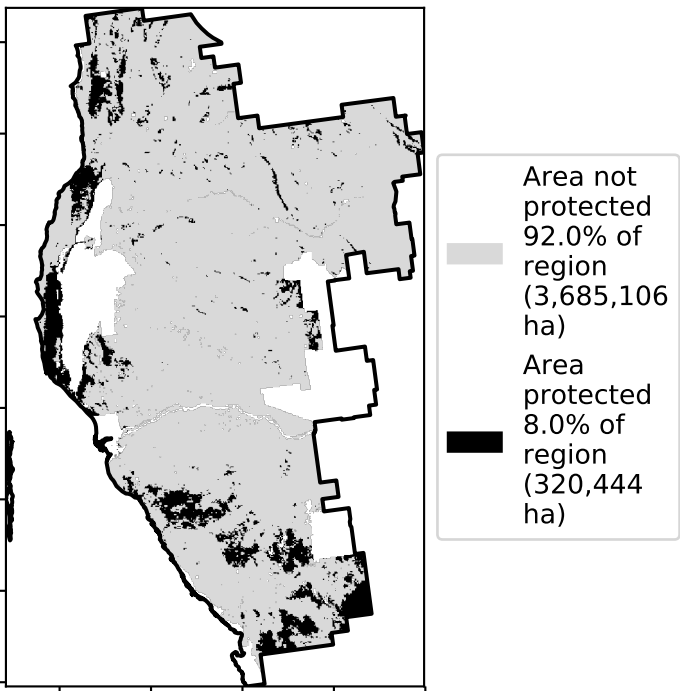 Area not
protected
92.0% of
region
(3,685,106
ha)
Area
protected
8.0% of
region
(320,444
ha)